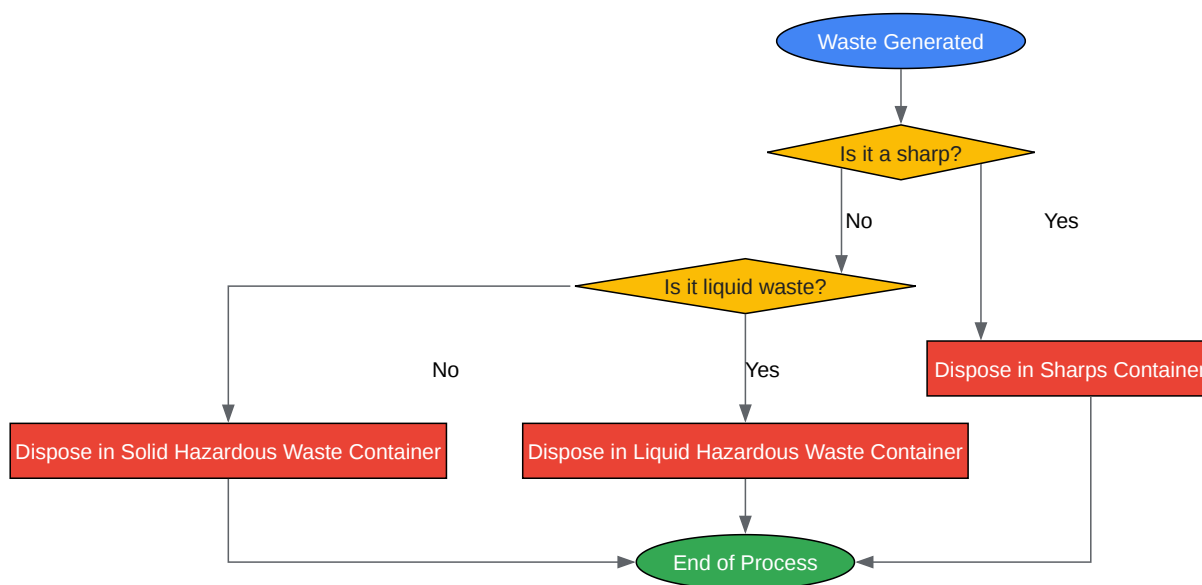 Waste Generated
Is it a sharp?
No
Yes
Is it liquid waste?
No
Yes
Dispose in Sharps Container
Dispose in Solid Hazardous Waste Container
Dispose in Liquid Hazardous Waste Container
End of Process